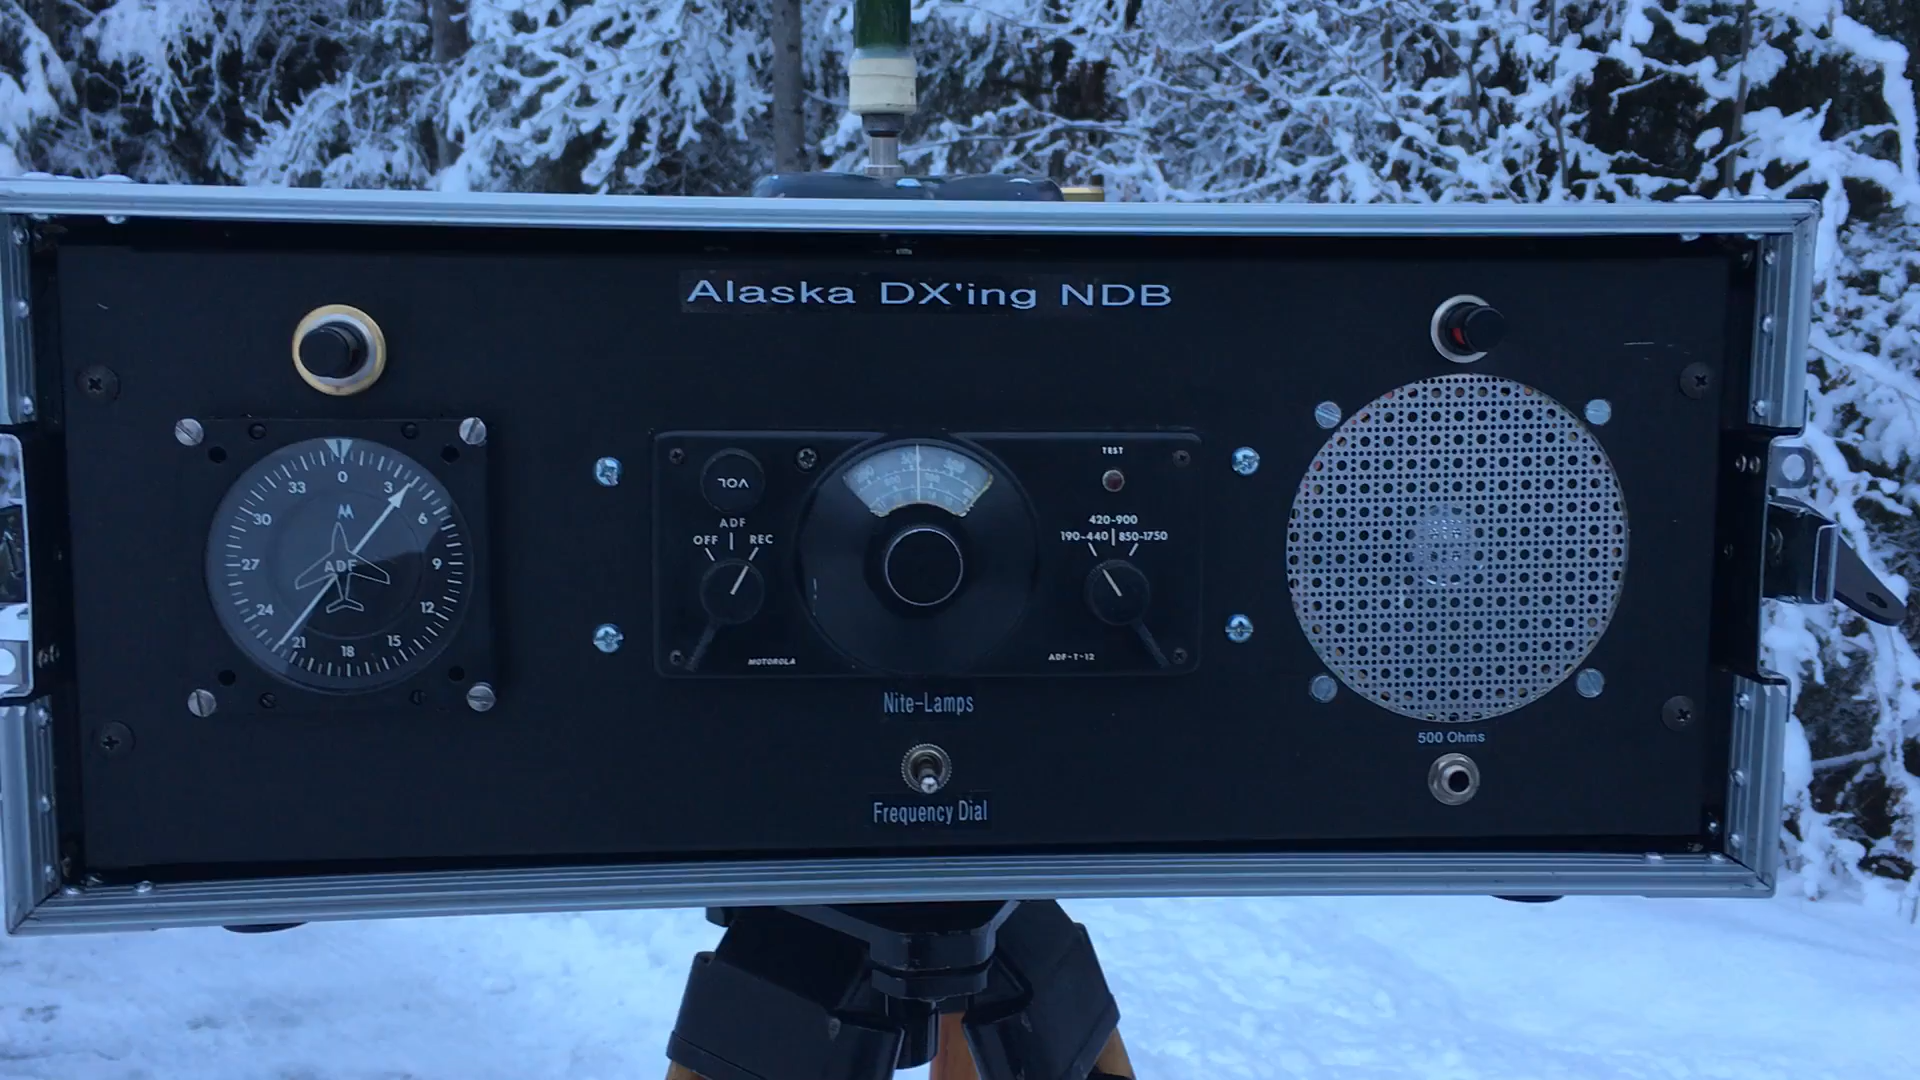 Alaska DX'ing NDB
0
3
6
9
12
15
18
21
24
27
30
33
ADF
VOL
ADF
OFF
REC
MOTOROLA
TEST
420-900
190-440
850-1750
ADF-T-12
Nite-Lamps
Frequency Dial
500 Ohms